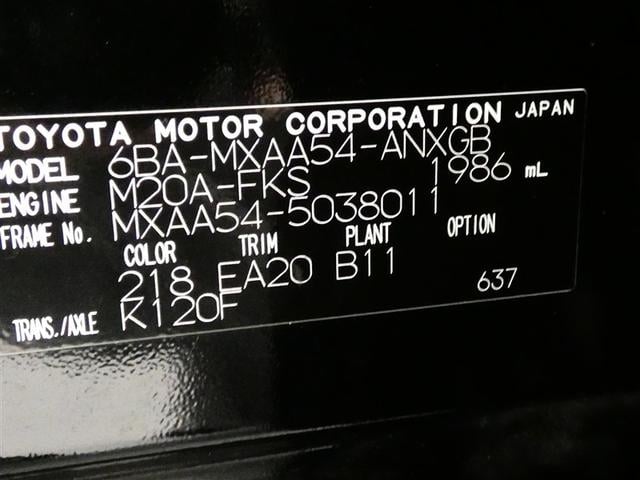 TOYOTA MOTOR CORPORATION JAPAN
MODEL 6BA-MXAA54-ANXGB
ENGINE M20A-FKS 1986 mL
FRAME No. MXAA54-5038011
COLOR TRIM PLANT OPTION
218 EA20 B11 637
TRANS./AXLE K120F